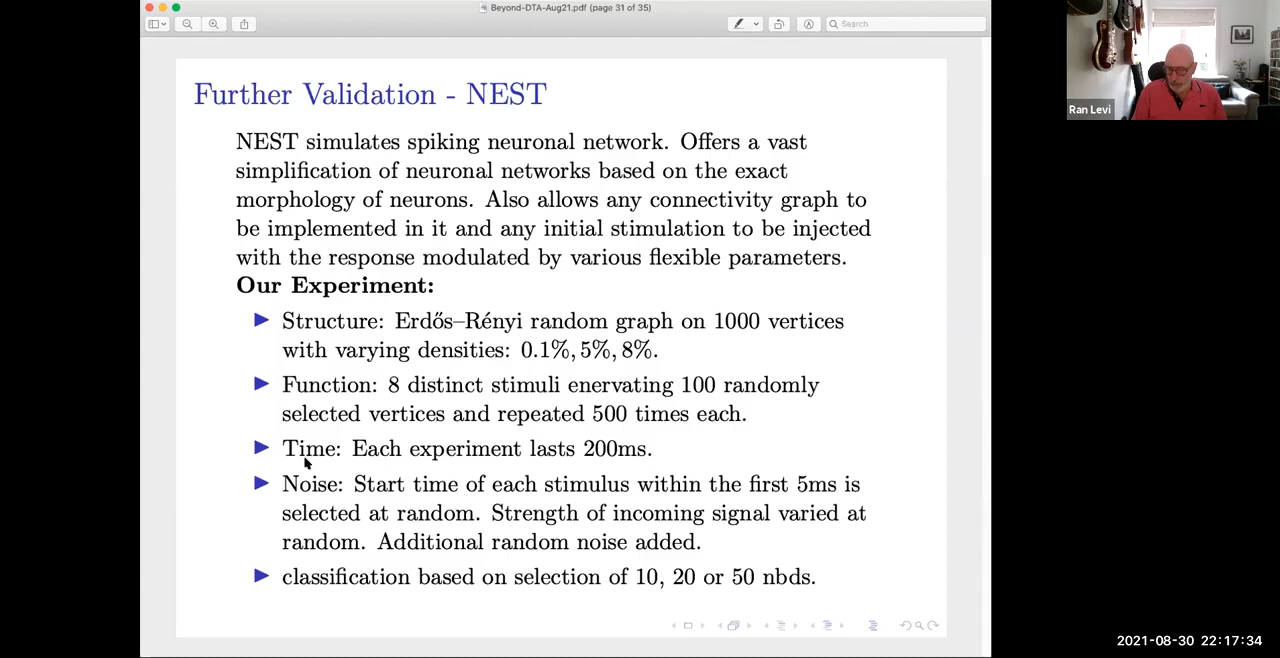 Beyond-DTA-Aug21.pdf (page 31 of 35)
Search
Further Validation - NEST
NEST simulates spiking neuronal network. Offers a vast
simplification of neuronal networks based on the exact
morphology of neurons. Also allows any connectivity graph to
be implemented in it and any initial stimulation to be injected
with the response modulated by various flexible parameters.
Our Experiment:
Structure: Erdős–Rényi random graph on 1000 vertices
with varying densities: 0.1%, 5%, 8%.
Function: 8 distinct stimuli enervating 100 randomly
selected vertices and repeated 500 times each.
Time: Each experiment lasts 200ms.
Noise: Start time of each stimulus within the first 5ms is
selected at random. Strength of incoming signal varied at
random. Additional random noise added.
classification based on selection of 10, 20 or 50 nbds.
Ran Levi
2021-08-30 22:17:34